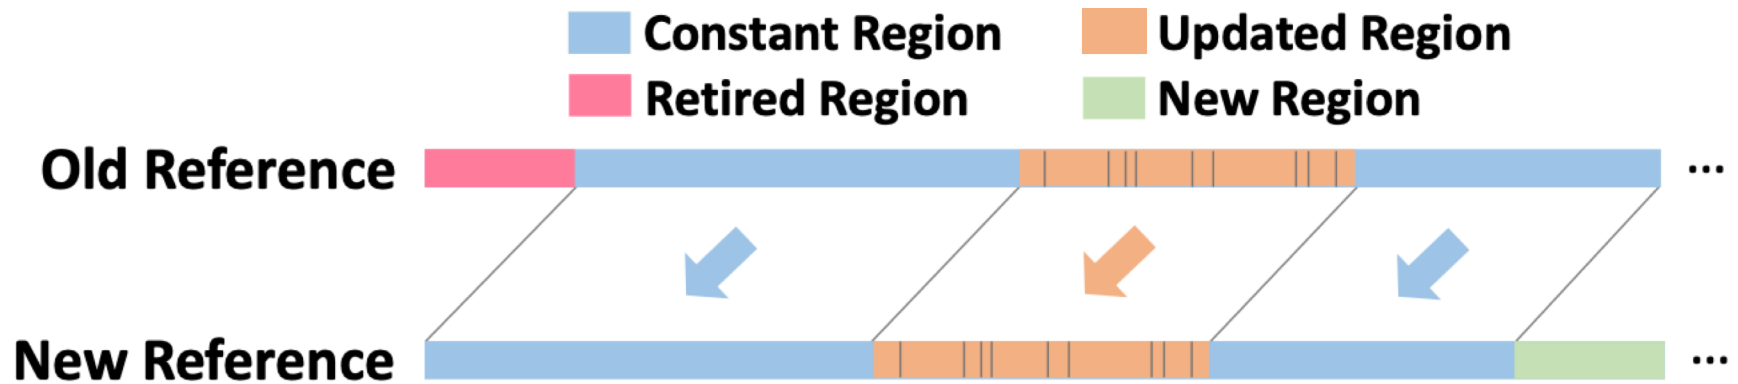 Constant Region
Updated Region
Retired Region
New Region
Old Reference ...
New Reference ...